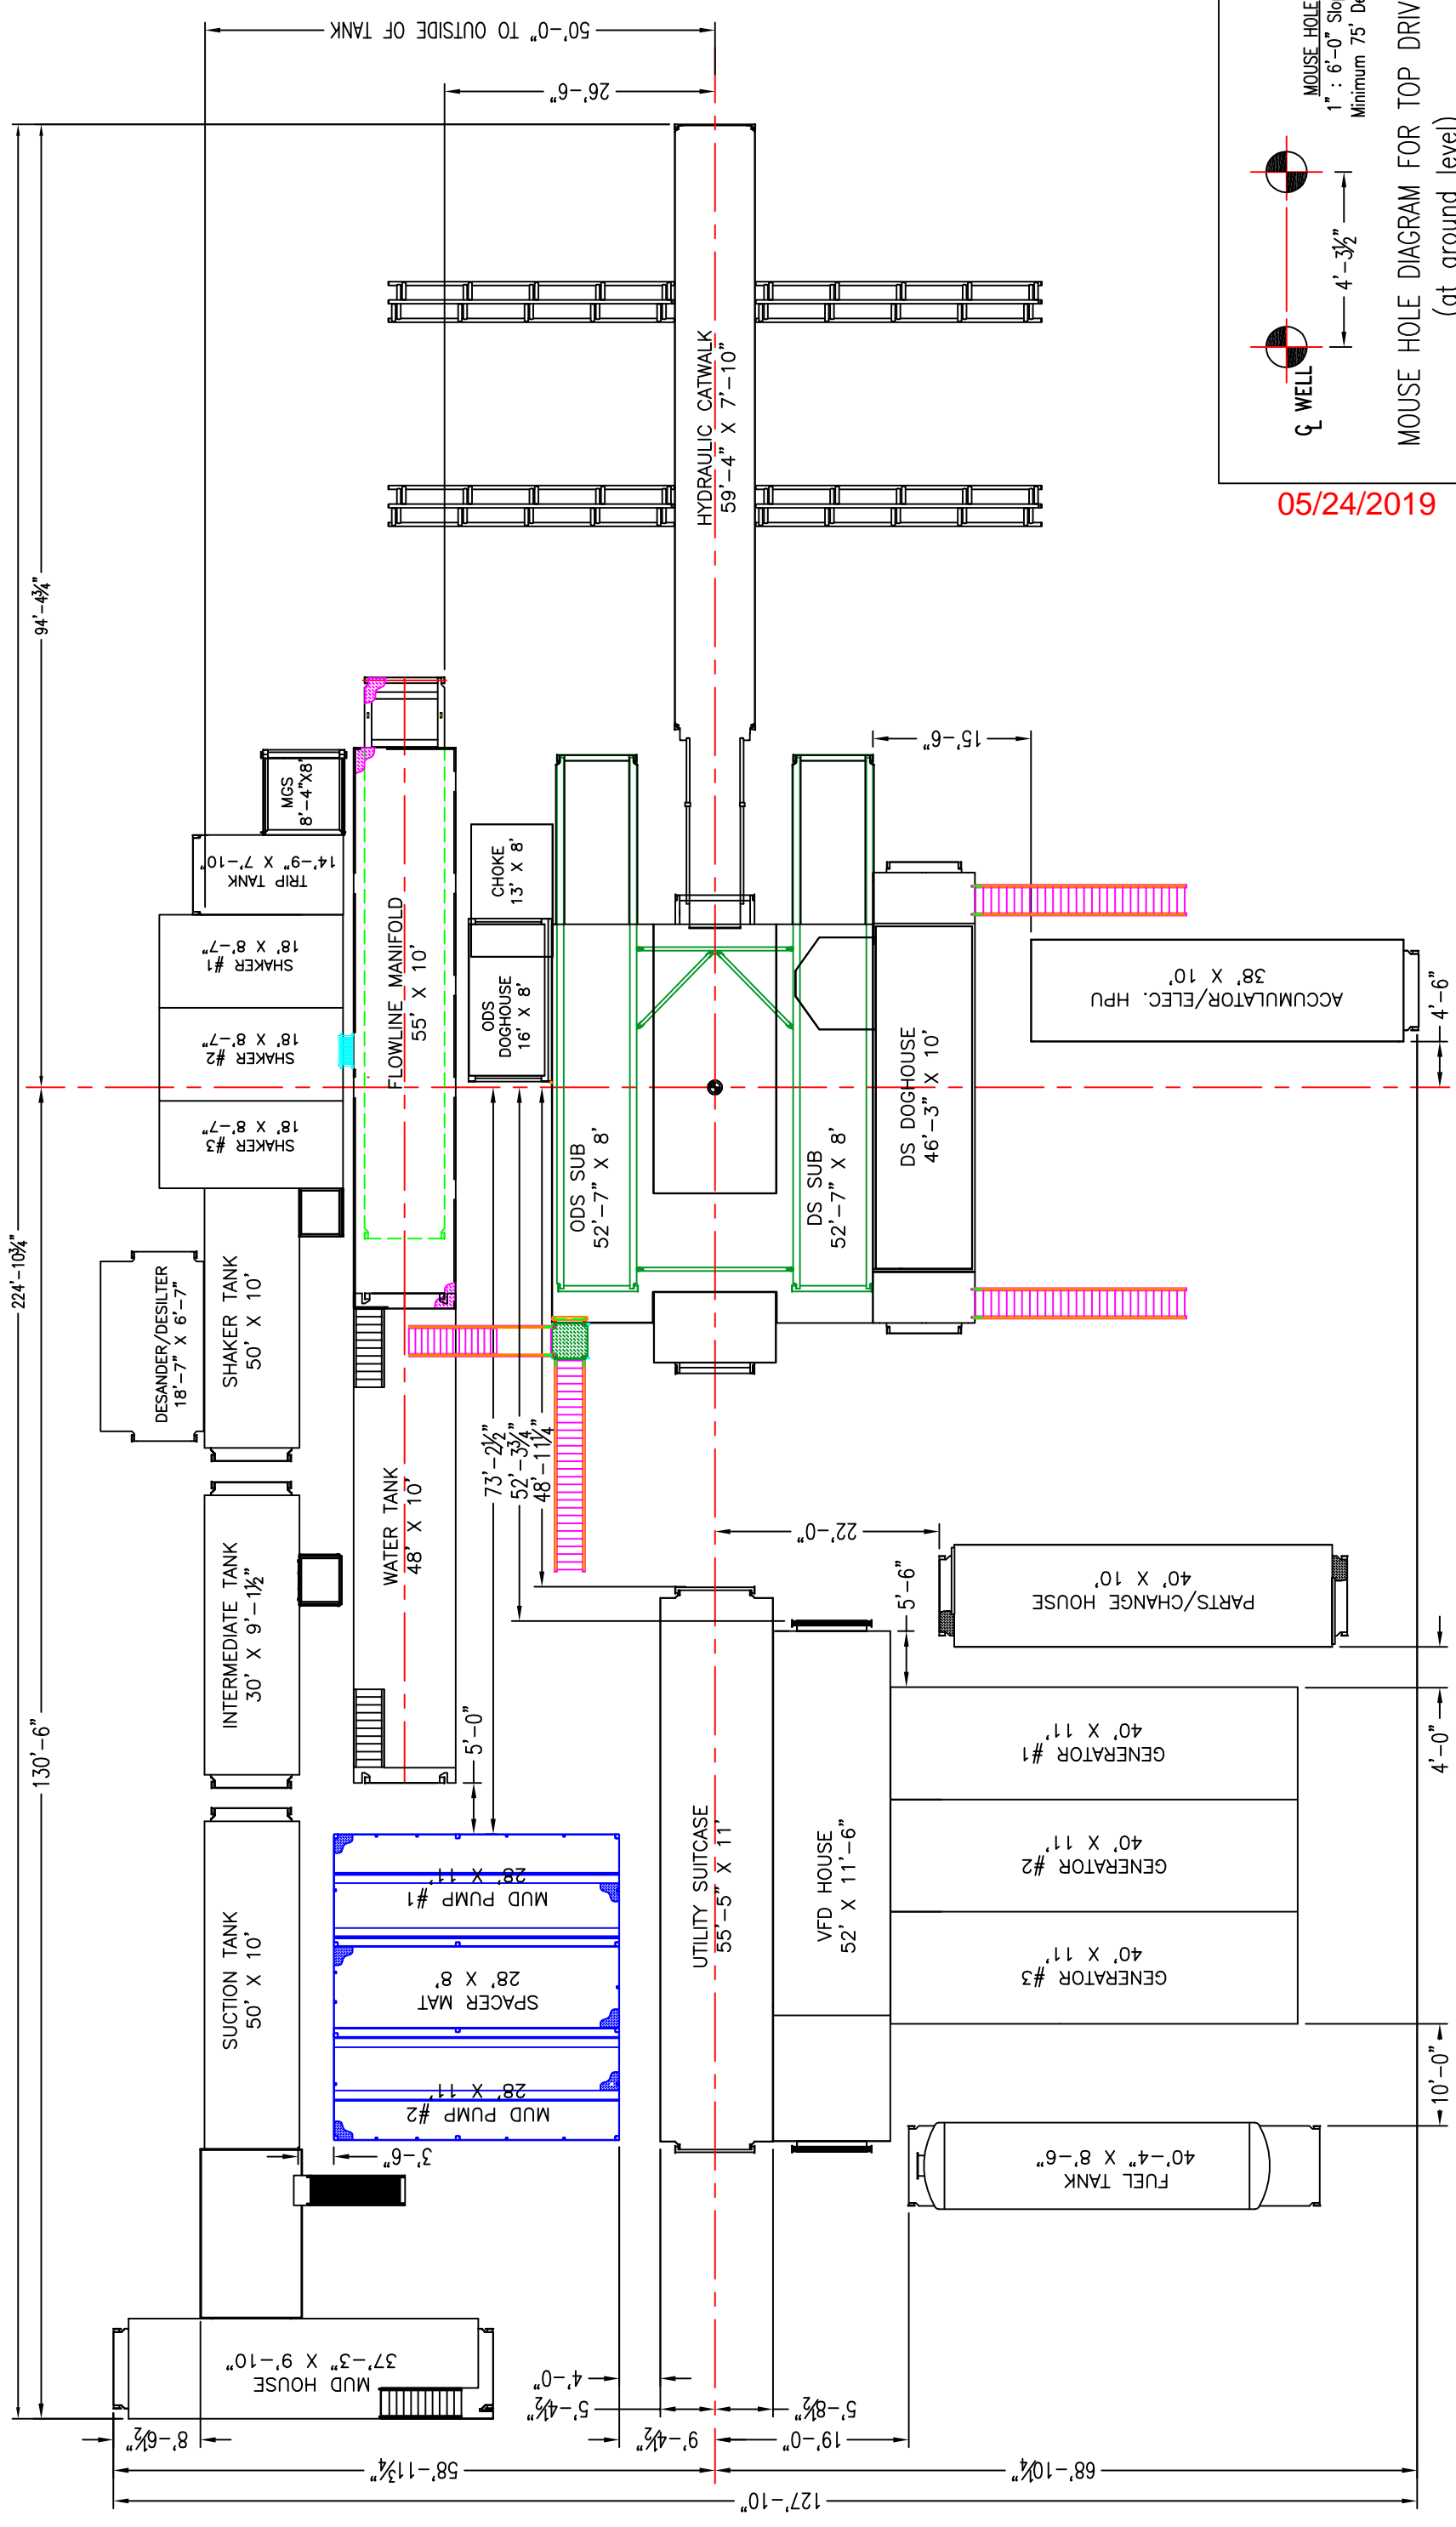 224'-10¾"
94'-4¾"
130'-6"
50'-0" TO OUTSIDE OF TANK
26'-6"
HYDRAULIC CATWALK
59'-4" X 7'-10"
MOUSE HOLE
1" : 6'-0" Slo
Minimum 75' De
4'-3½"
℄ WELL
MOUSE HOLE DIAGRAM FOR TOP DRIV
(at ground level)
05/24/2019
MGS
8'-4"X8'
TRIP TANK
14'-9" X 7'-10"
SHAKER #1
18' X 8'-7"
SHAKER #2
18' X 8'-7"
SHAKER #3
18' X 8'-7"
FLOWLINE MANIFOLD
55' X 10'
CHOKE
13' X 8'
ODS
DOGHOUSE
16' X 8'
ODS SUB
52'-7" X 8'
DS SUB
52'-7" X 8'
DS DOGHOUSE
46'-3" X 10'
15'-6"
ACCUMULATOR/ELEC. HPU
38' X 10'
4'-6"
DESANDER/DESILTER
18'-7" X 6'-7"
SHAKER TANK
50' X 10'
INTERMEDIATE TANK
30' X 9'-1½"
SUCTION TANK
50' X 10'
WATER TANK
48' X 10'
73'-2½"
52'-3¾"
48'-11¼"
5'-0"
22'-0"
5'-6"
PARTS/CHANGE HOUSE
40' X 10'
4'-0"
MUD PUMP #1
28' X 11'
SPACER MAT
28' X 8'
MUD PUMP #2
28' X 11'
3'-6"
UTILITY SUITCASE
55'-5" X 11'
VFD HOUSE
52' X 11'-6"
GENERATOR #1
40' X 11'
GENERATOR #2
40' X 11'
GENERATOR #3
40' X 11'
10'-0"
FUEL TANK
40'-4" X 8'-6"
MUD HOUSE
37'-3" X 9'-10"
4'-0"
5'-4½"
5'-8½"
8'-6½"
9'-4½"
19'-0"
58'-11¾"
68'-10¼"
127'-10"